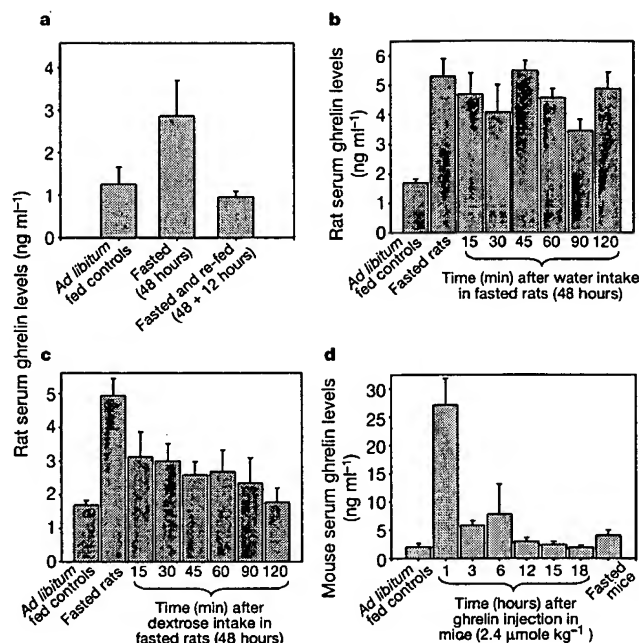 a
Rat serum ghrelin levels (ng ml⁻¹)
4
3
2
1
0
Ad libitum
fed controls
Fasted
(48 hours)
Fasted and re-fed
(48 + 12 hours)
b
Rat serum ghrelin levels
(ng ml⁻¹)
6
5
4
3
2
1
0
Ad libitum
fed controls
Fasted rats
15 30 45 60 90 120
Time (min) after water intake
in fasted rats (48 hours)
c
5
4
3
2
1
0
Ad libitum
fed controls
Fasted rats
15 30 45 60 90 120
Time (min) after
dextrose intake in
fasted rats (48 hours)
d
Mouse serum ghrelin levels
(ng ml⁻¹)
30
25
20
15
10
5
0
Ad libitum
fed controls
1 3 6 12 15 18
Fasted
mice
Time (hours) after
ghrelin injection in
mice (2.4 µmole kg⁻¹)